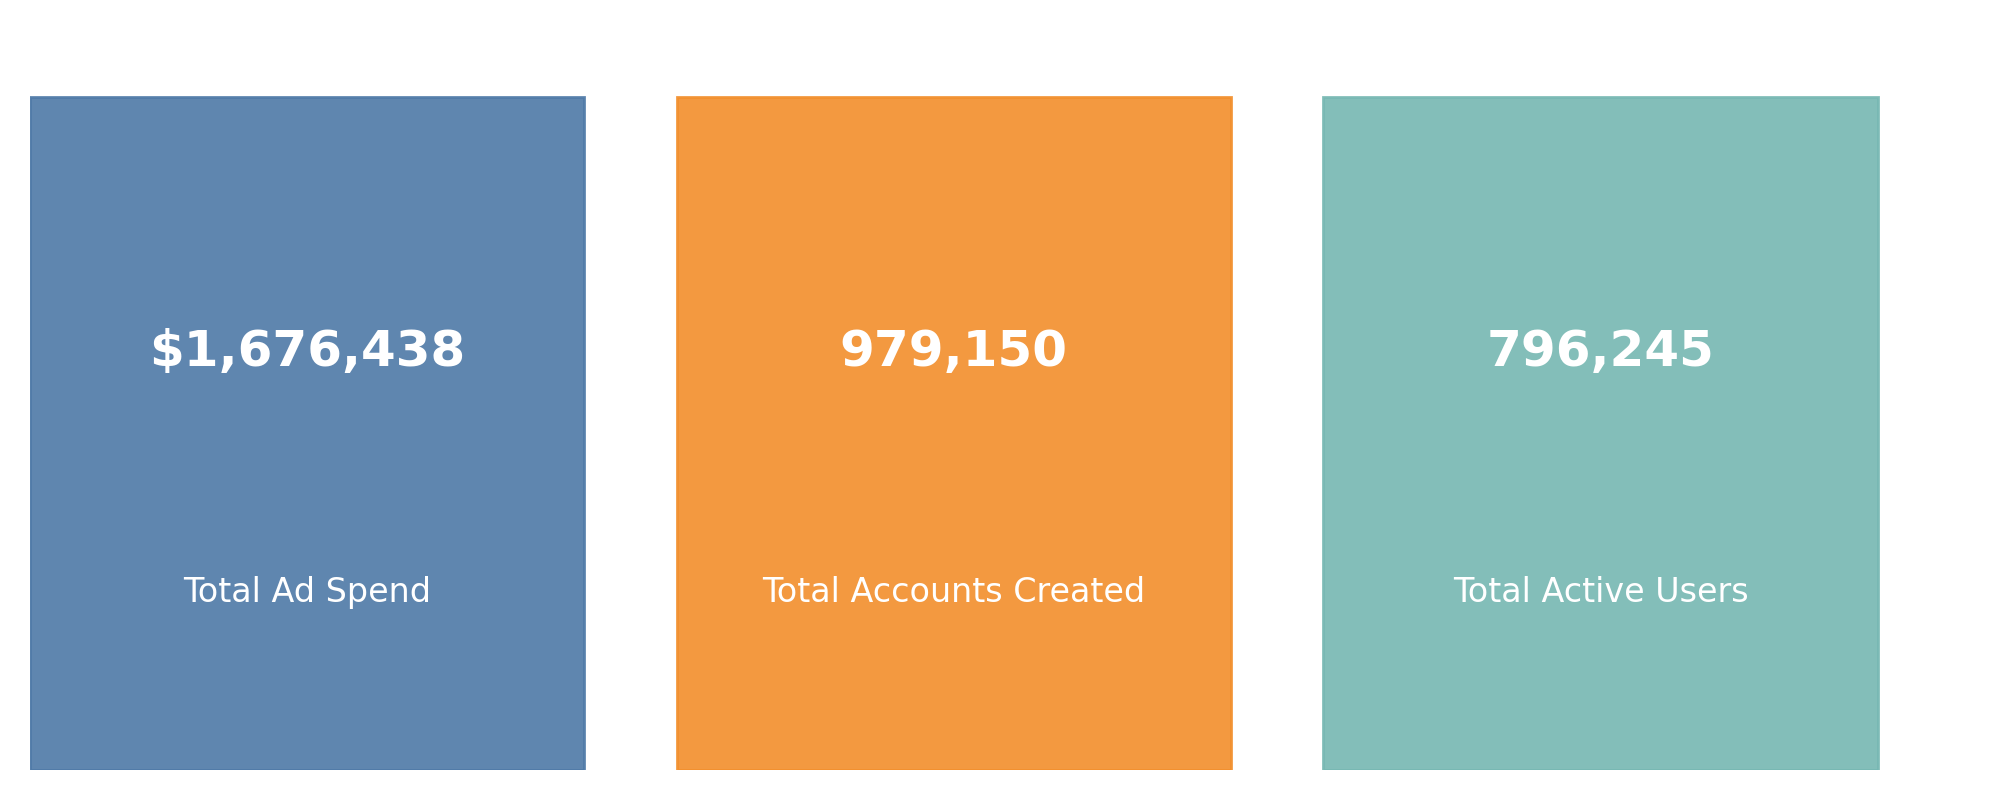 $1,676,438
Total Ad Spend
979,150
Total Accounts Created
796,245
Total Active Users